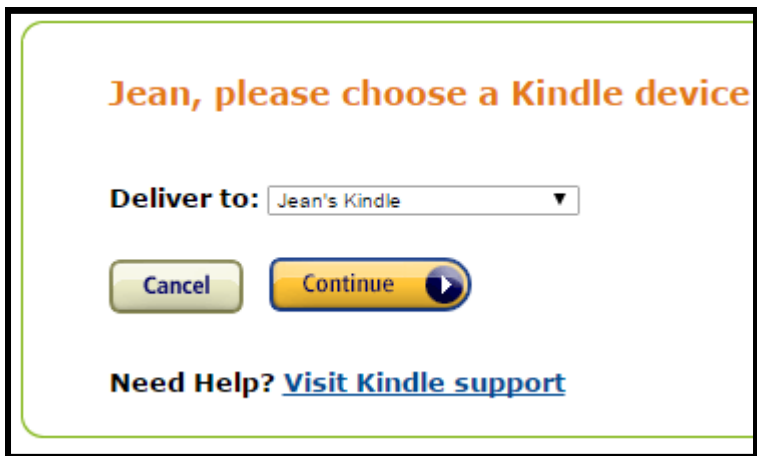 Jean, please choose a Kindle device
Deliver to: Jean's Kindle
Cancel Continue
Need Help? Visit Kindle support